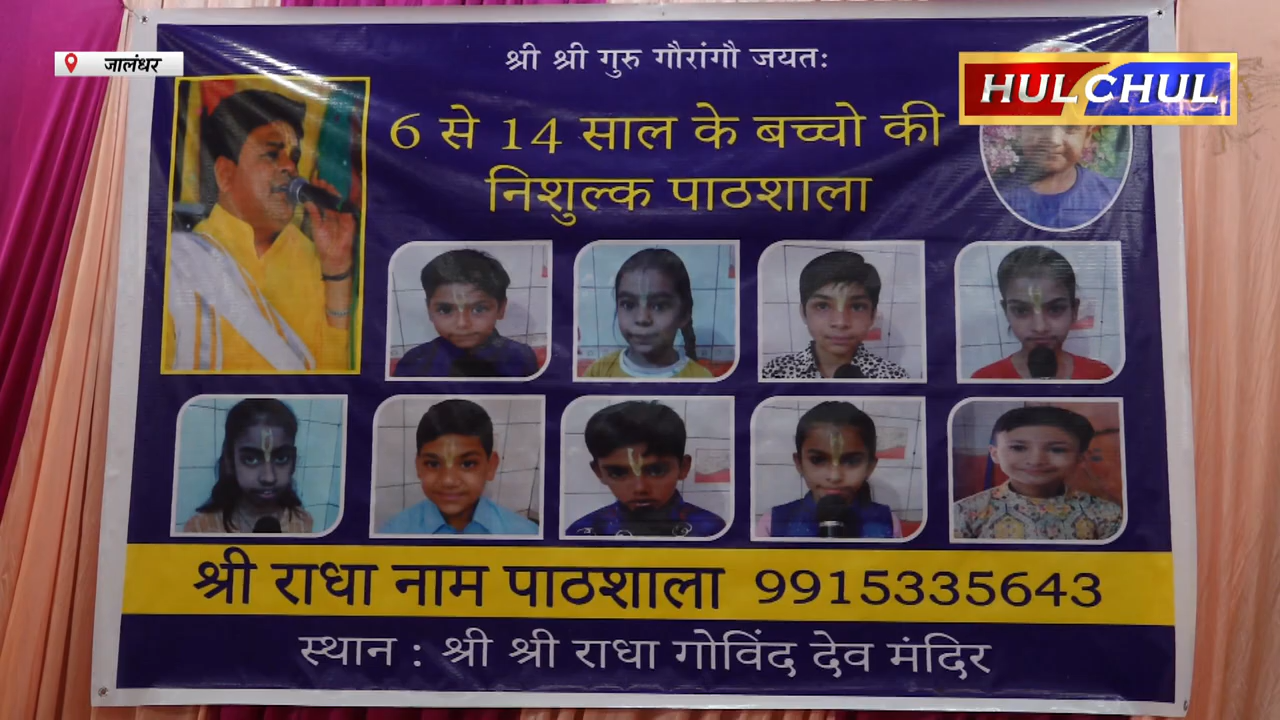 जालंधर
HULCHUL
श्री श्री गुरु गौरांगौ जयतः
6 से 14 साल के बच्चो की
निशुल्क पाठशाला
श्री राधा नाम पाठशाला 9915335643
स्थान : श्री श्री राधा गोविंद देव मंदिर